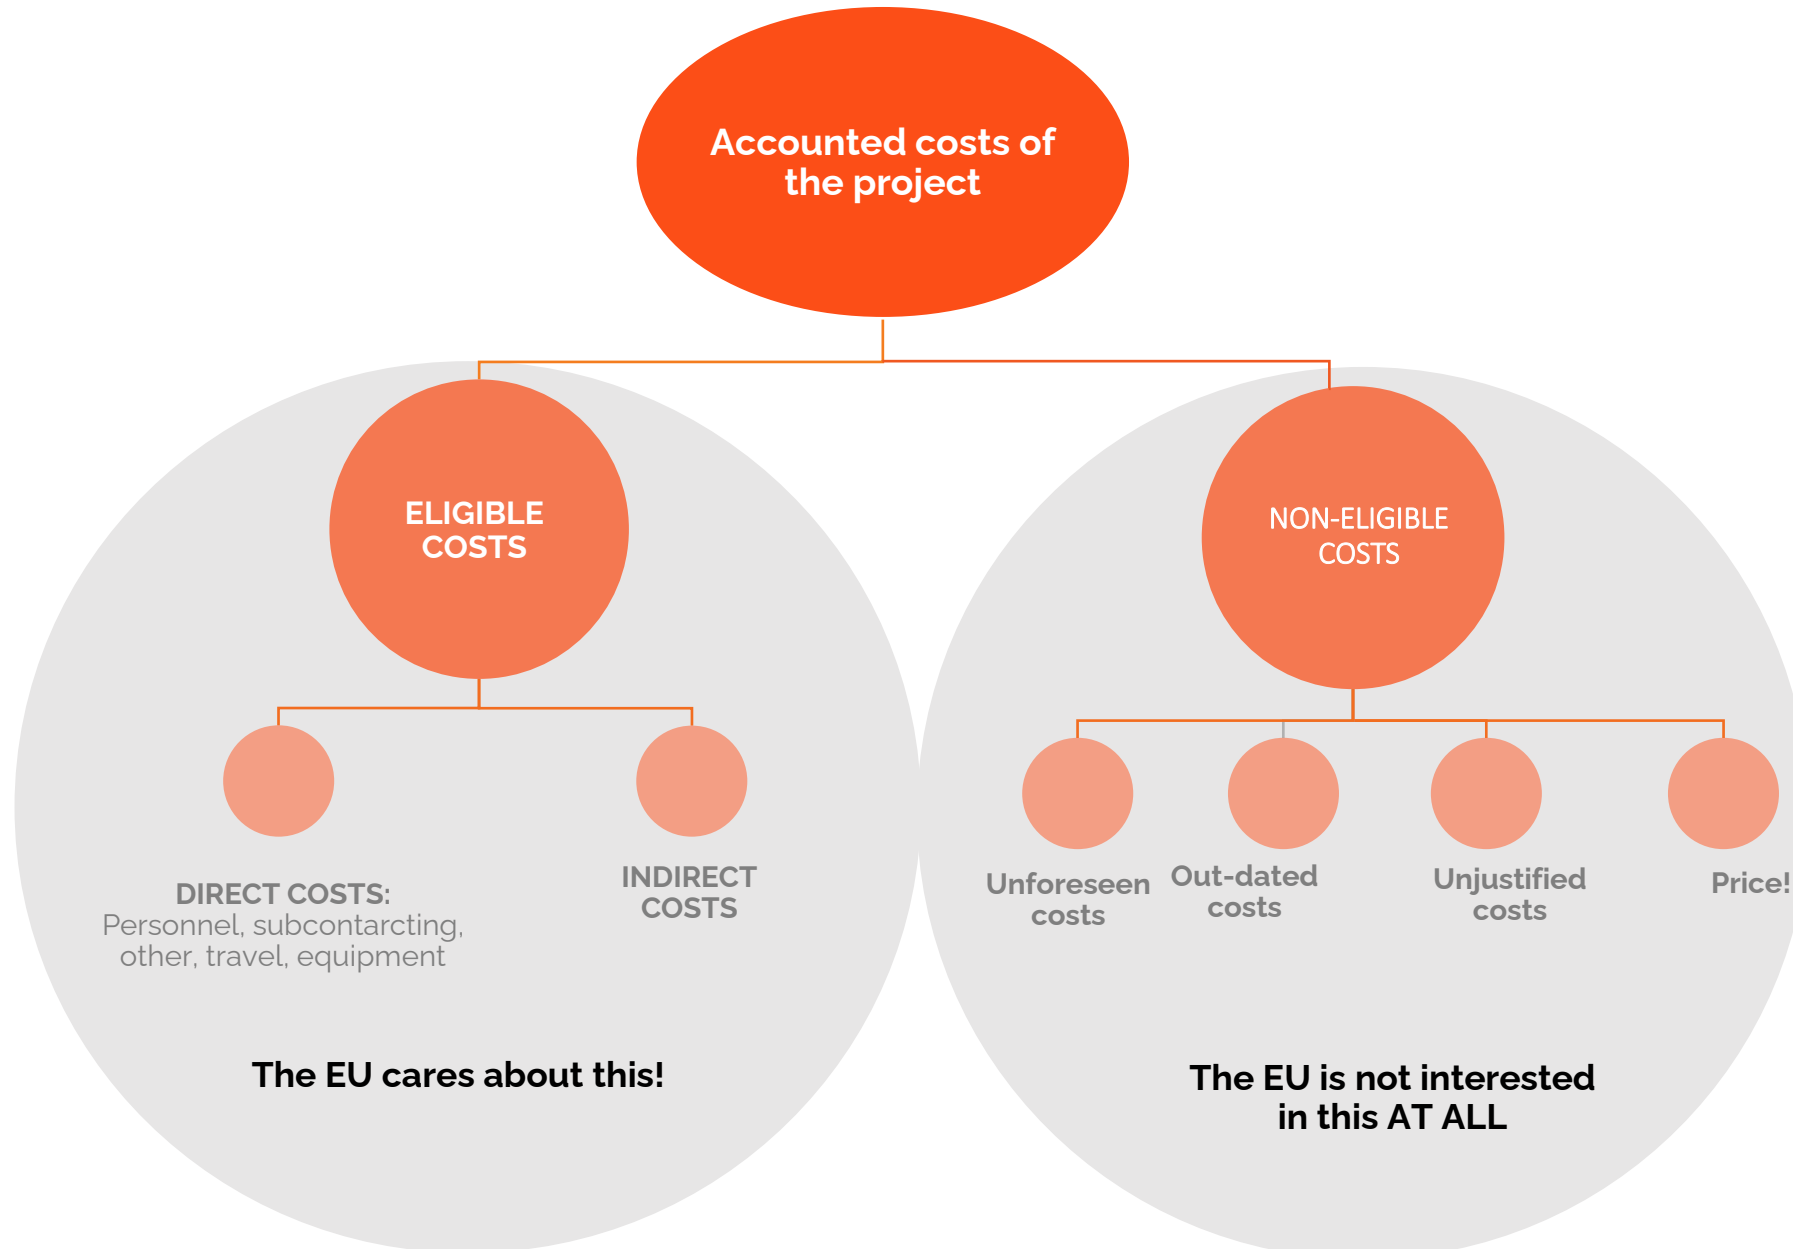 Accounted costs of
the project
ELIGIBLE
COSTS
NON-ELIGIBLE
COSTS
DIRECT COSTS:
Personnel, subcontarcting,
other, travel, equipment
INDIRECT
COSTS
Unforeseen
costs
Out-dated
costs
Unjustified
costs
Price!
The EU cares about this!
The EU is not interested
in this AT ALL